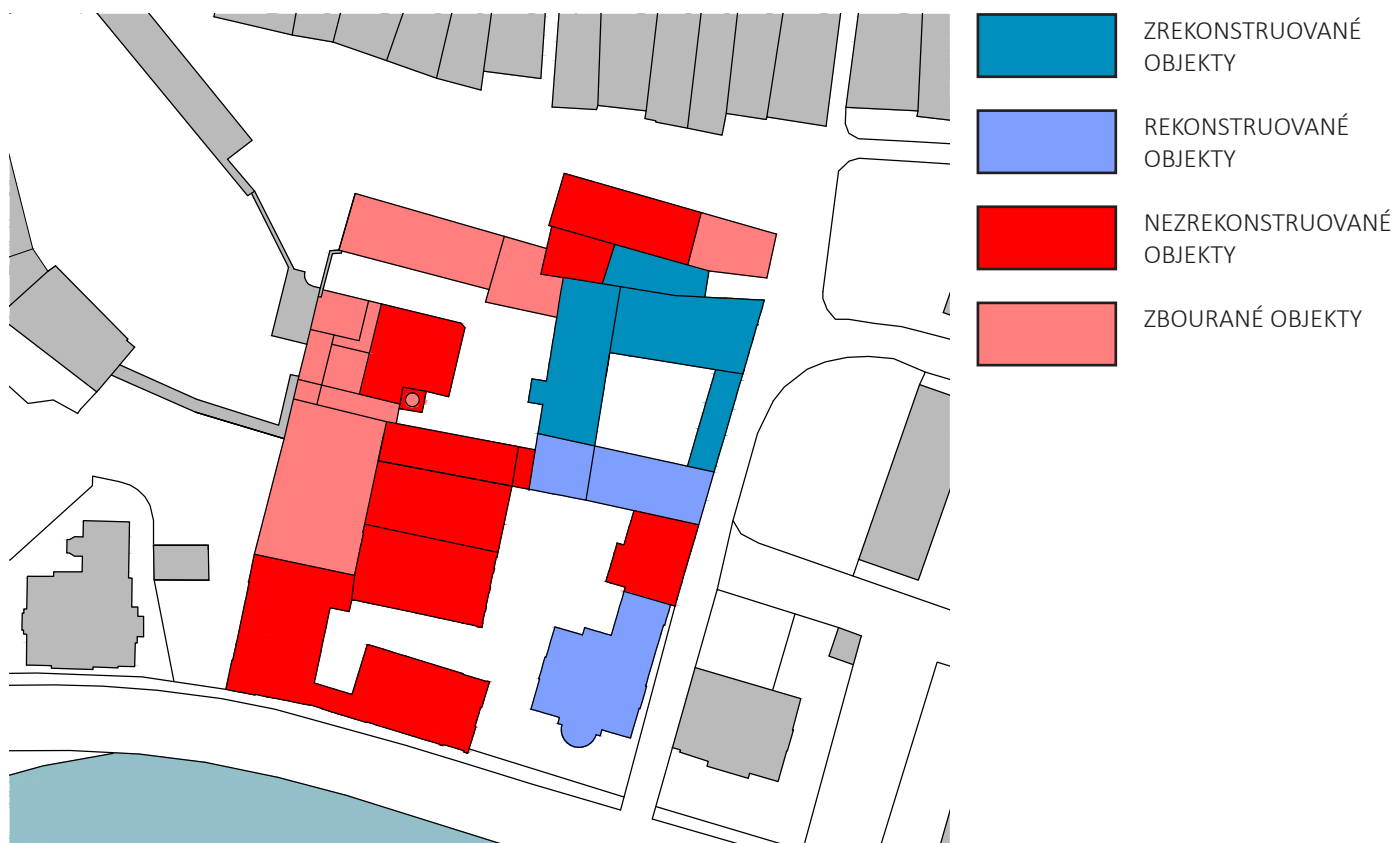 ZREKONSTRUOVANÉ
OBJEKTY
REKONSTRUOVANÉ
OBJEKTY
NEZREKONSTRUOVANÉ
OBJEKTY
ZBOURANÉ OBJEKTY